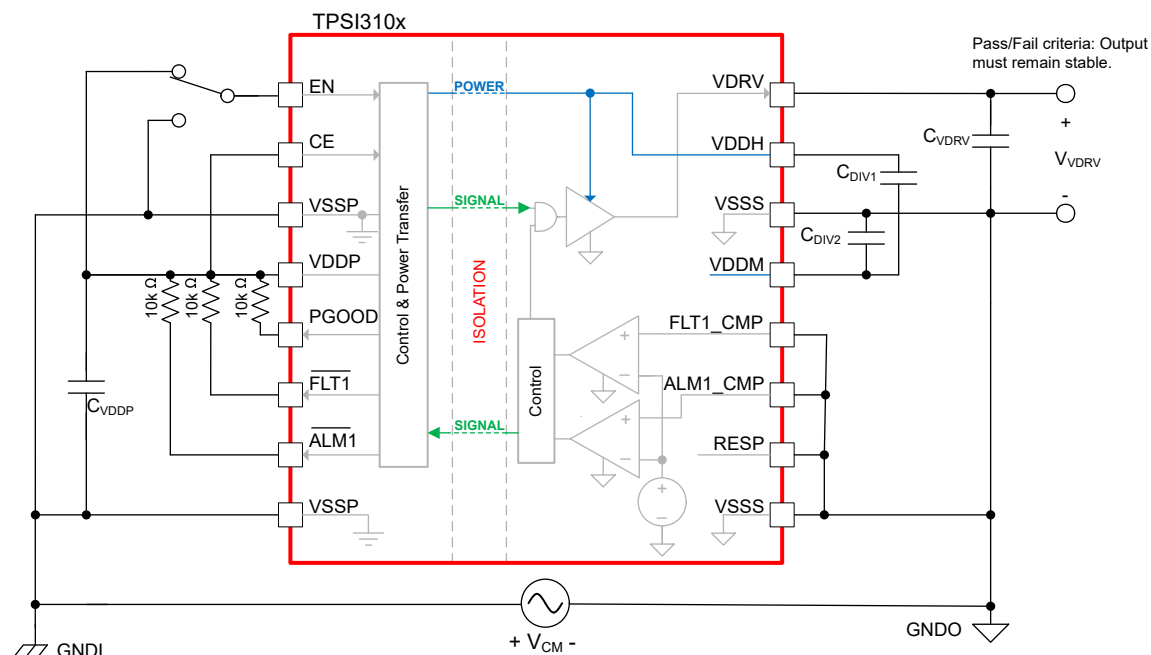 TPSI310x
Pass/Fail criteria: Output
must remain stable.
EN
POWER
VDRV
CE
VDDH
CVDRV
+
VVDRV
-
CDIV1
VSSP
SIGNAL
VSSS
CDIV2
Control & Power Transfer
ISOLATION
VDDP
VDDM
10k Ω
10k Ω
10k Ω
PGOOD
FLT1_CMP
+
−
FLT1
Control
ALM1_CMP
CVDDP
+
−
ALM1
SIGNAL
RESP
+
−
VSSP
VSSS
GNDI
+ VCM -
GNDO